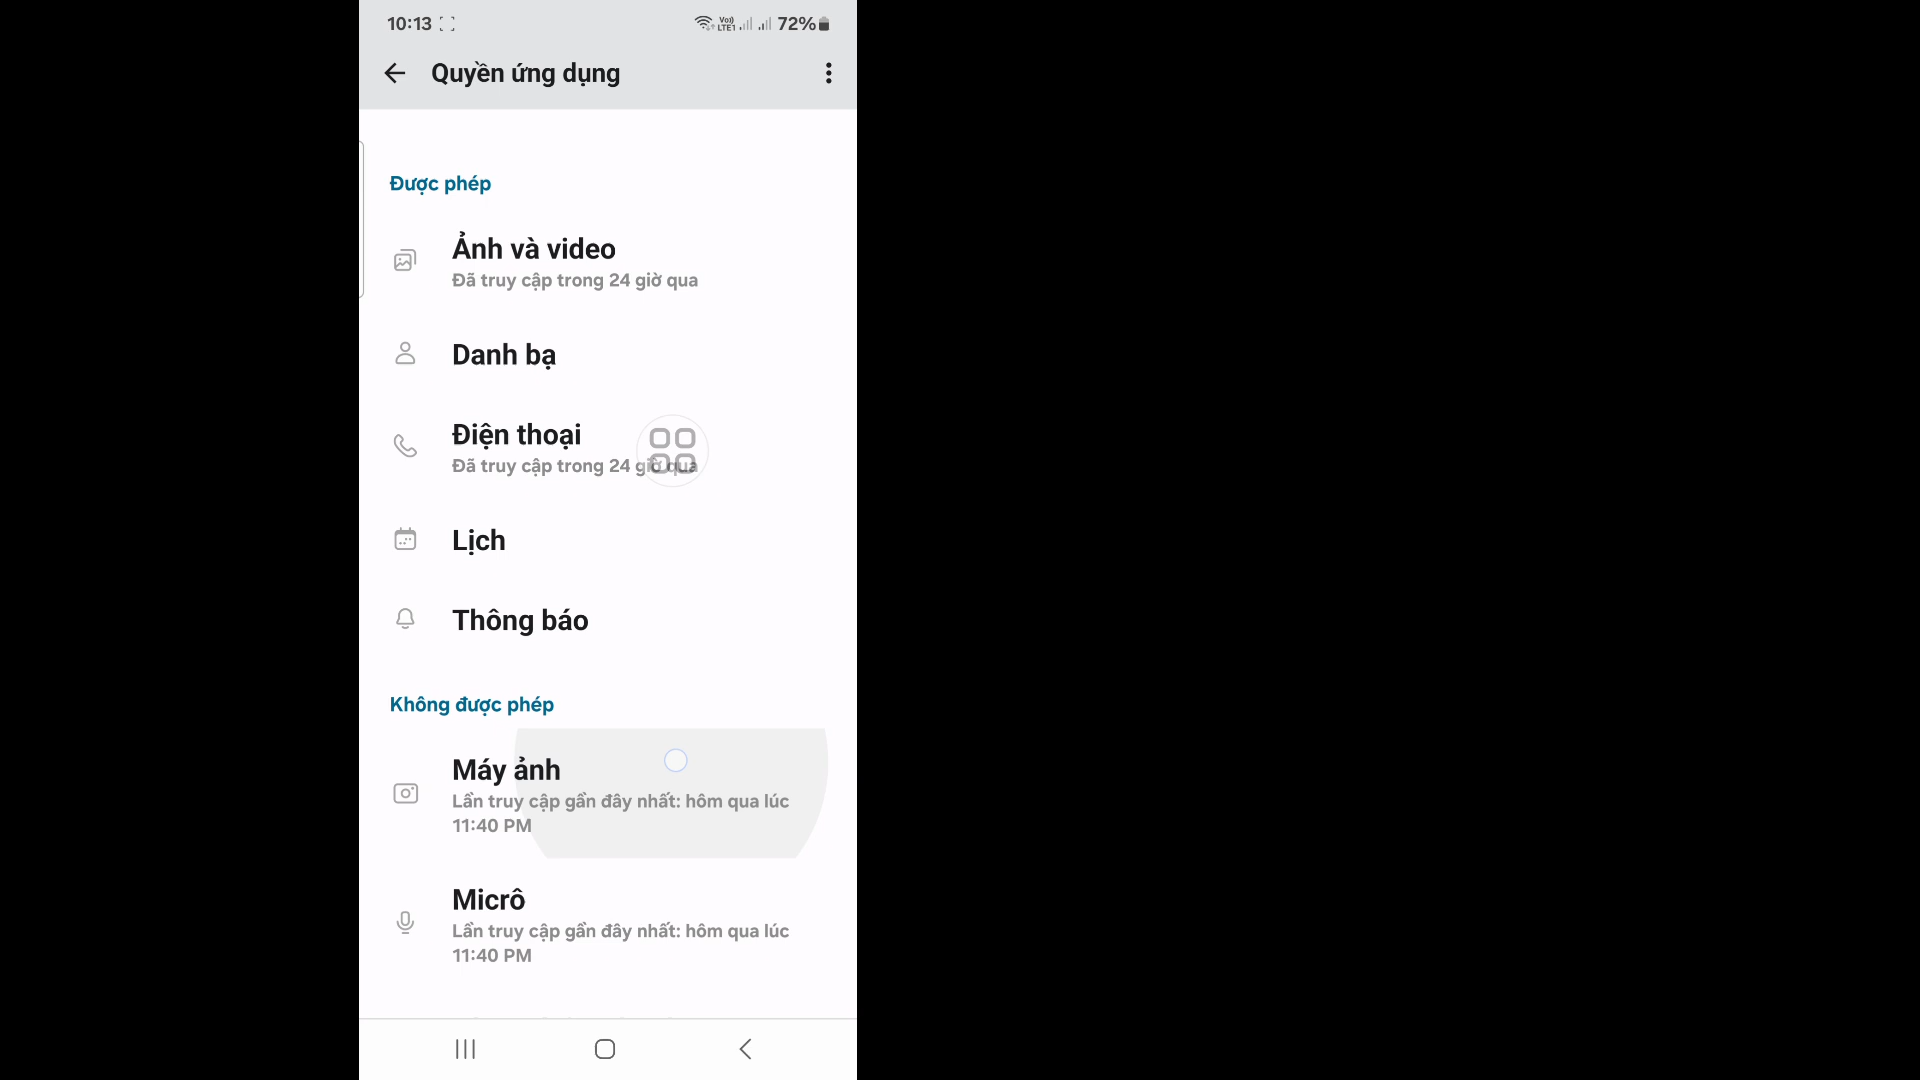 10:13
Vo))
LTE1
72%
Quyền ứng dụng
Được phép
Ảnh và video
Đã truy cập trong 24 giờ qua
Danh bạ
Điện thoại
Đã truy cập trong 24 giờ qua
Lịch
Thông báo
Không được phép
Máy ảnh
Lần truy cập gần đây nhất: hôm qua lúc
11:40 PM
Micrô
Lần truy cập gần đây nhất: hôm qua lúc
11:40 PM